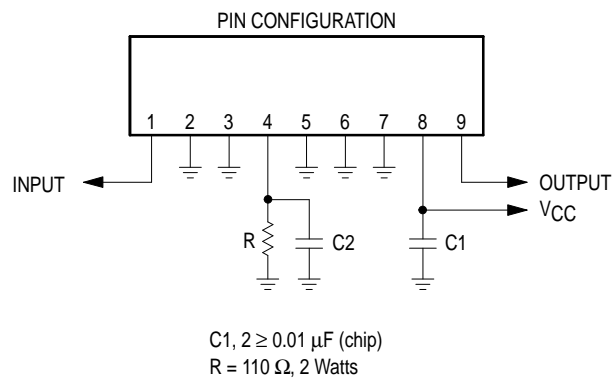 PIN CONFIGURATION
1 2 3 4 5 6 7 8 9
INPUT
OUTPUT
VCC
R
C2
C1
C1, 2 ≥ 0.01 μF (chip)
R = 110 Ω, 2 Watts